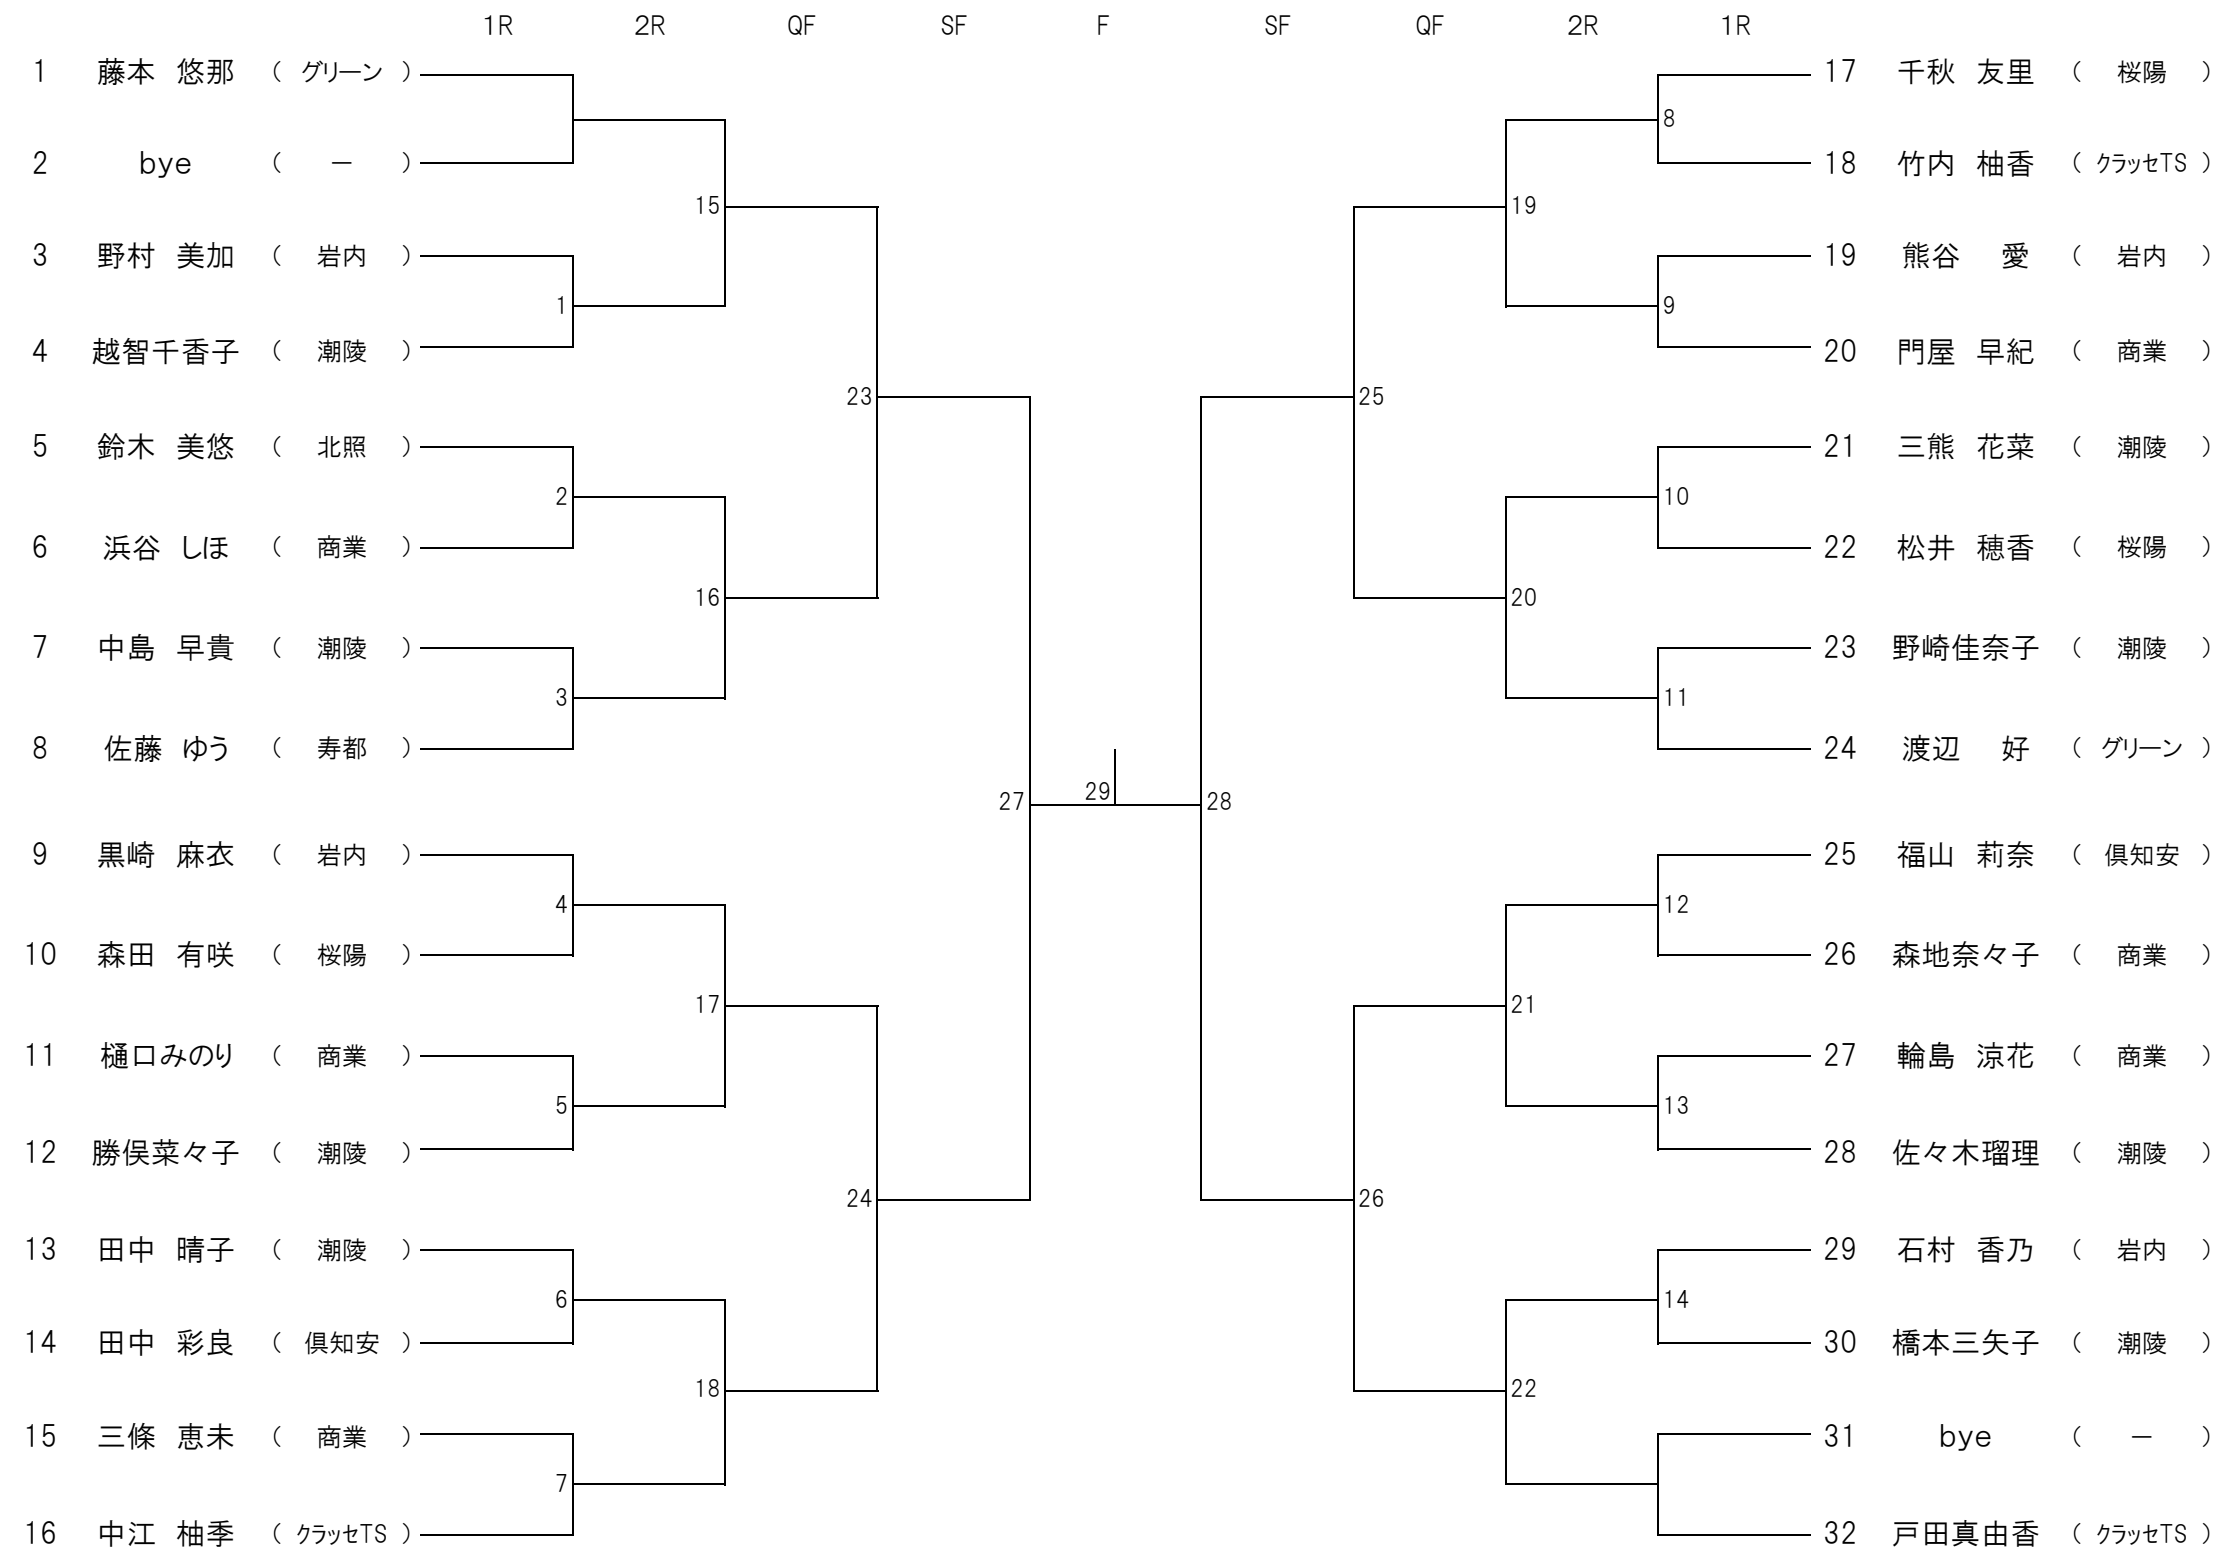 1R 2R QF SF F SF QF 2R 1R
1 藤本 悠那 ( グリーン ) 17 千秋 友里 ( 桜陽 )
8
2 bye ( － ) 18 竹内 柚香 ( クラッセTS )
15 19
3 野村 美加 ( 岩内 ) 19 熊谷 愛 ( 岩内 )
1 9
4 越智千香子 ( 潮陵 ) 20 門屋 早紀 ( 商業 )
23 25
5 鈴木 美悠 ( 北照 ) 21 三熊 花菜 ( 潮陵 )
2 10
6 浜谷 しほ ( 商業 ) 22 松井 穂香 ( 桜陽 )
16 20
7 中島 早貴 ( 潮陵 ) 23 野崎佳奈子 ( 潮陵 )
3 11
8 佐藤 ゆう ( 寿都 ) 24 渡辺 好 ( グリーン )
27 29 28
9 黒崎 麻衣 ( 岩内 ) 25 福山 莉奈 ( 倶知安 )
4 12
10 森田 有咲 ( 桜陽 ) 26 森地奈々子 ( 商業 )
17 21
11 樋口みのり ( 商業 ) 27 輪島 涼花 ( 商業 )
5 13
12 勝俣菜々子 ( 潮陵 ) 28 佐々木瑠理 ( 潮陵 )
24 26
13 田中 晴子 ( 潮陵 ) 29 石村 香乃 ( 岩内 )
6 14
14 田中 彩良 ( 倶知安 ) 30 橋本三矢子 ( 潮陵 )
18 22
15 三條 恵未 ( 商業 ) 31 bye ( － )
7
16 中江 柚季 ( クラッセTS ) 32 戸田真由香 ( クラッセTS )